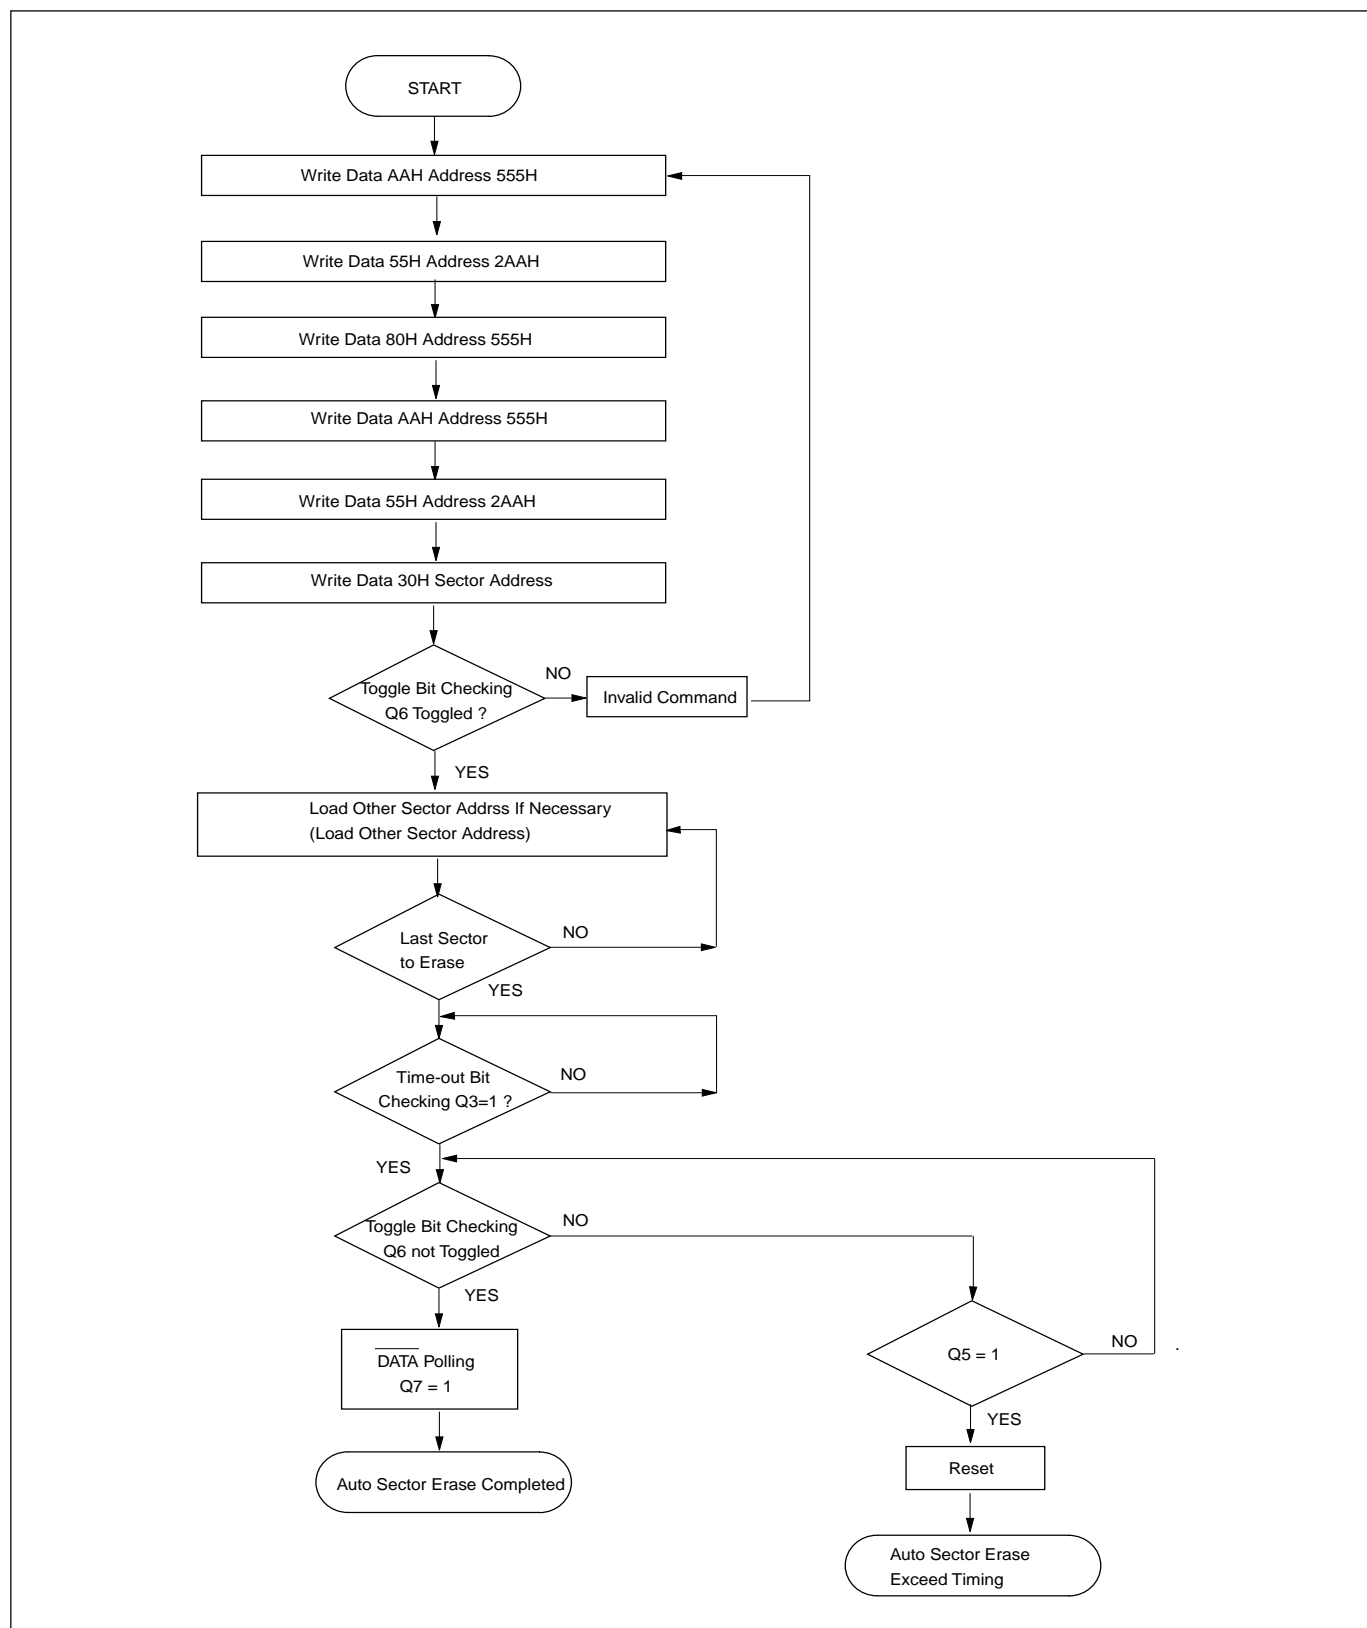 START
Write Data AAH Address 555H
Write Data 55H Address 2AAH
Write Data 80H Address 555H
Write Data AAH Address 555H
Write Data 55H Address 2AAH
Write Data 30H Sector Address
Toggle Bit Checking
Q6 Toggled ?
NO
Invalid Command
YES
Load Other Sector Addrss If Necessary
(Load Other Sector Address)
Last Sector
to Erase
NO
YES
Time-out Bit
Checking Q3=1 ?
NO
YES
Toggle Bit Checking
Q6 not Toggled
NO
YES
DATA Polling
Q7 = 1
Q5 = 1
NO
YES
Reset
Auto Sector Erase Completed
Auto Sector Erase
Exceed Timing